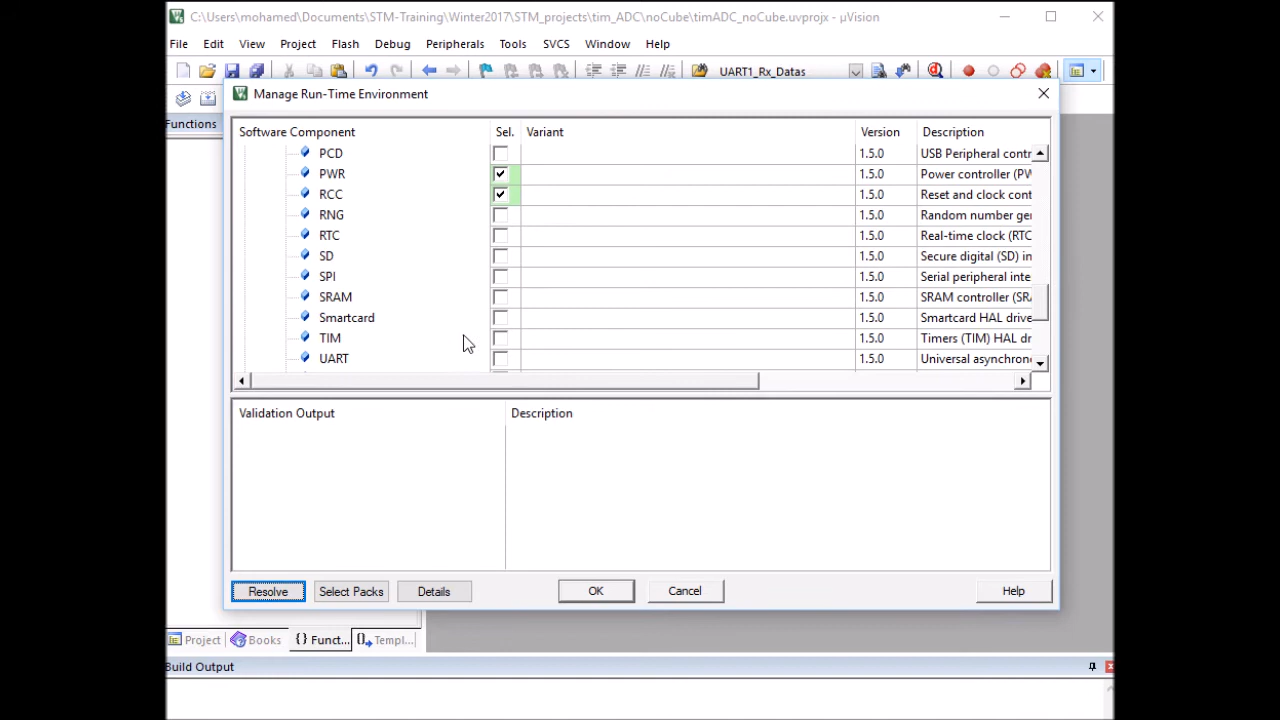 C:\Users\mohamed\Documents\STM-Training\Winter2017\STM_projects\tim_ADC\noCube\timADC_noCube.uvprojx - µVision
File Edit View Project Flash Debug Peripherals Tools SVCS Window Help
UART1_Rx_Datas
Manage Run-Time Environment
Functions
Software Component Sel. Variant Version Description
PCD 1.5.0 USB Peripheral contr
PWR 1.5.0 Power controller (PW
RCC 1.5.0 Reset and clock cont
RNG 1.5.0 Random number ge
RTC 1.5.0 Real-time clock (RTC
SD 1.5.0 Secure digital (SD) in
SPI 1.5.0 Serial peripheral inte
SRAM 1.5.0 SRAM controller (SR
Smartcard 1.5.0 Smartcard HAL drive
TIM 1.5.0 Timers (TIM) HAL dr
UART 1.5.0 Universal asynchron
Validation Output Description
Resolve Select Packs Details OK Cancel Help
Project Books {} Funct... Templ...
Build Output